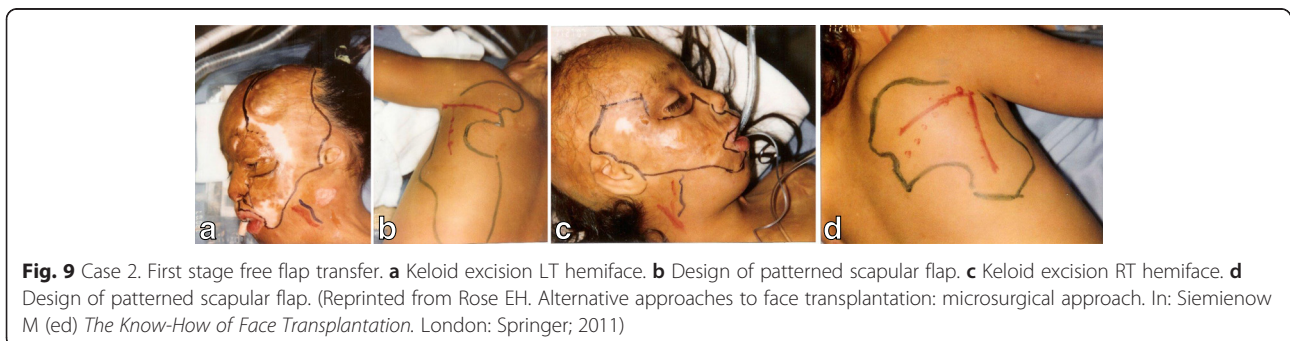 a
b
c
d
Fig. 9 Case 2. First stage free flap transfer. a Keloid excision LT hemiface. b Design of patterned scapular flap. c Keloid excision RT hemiface. d
Design of patterned scapular flap. (Reprinted from Rose EH. Alternative approaches to face transplantation: microsurgical approach. In: Siemienow
M (ed) The Know-How of Face Transplantation. London: Springer; 2011)